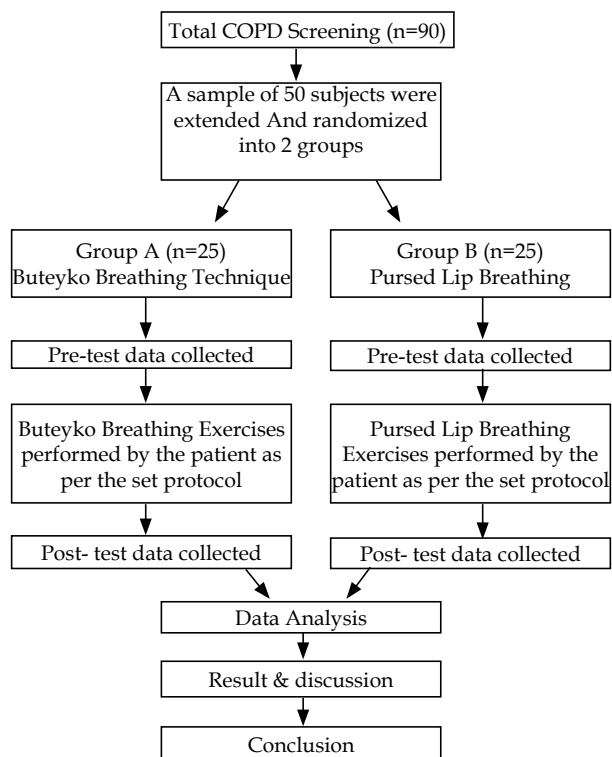 Total COPD Screening (n=90)
A sample of 50 subjects were
extended And randomized
into 2 groups
Group A (n=25)
Buteyko Breathing Technique
Group B (n=25)
Pursed Lip Breathing
Pre-test data collected
Pre-test data collected
Buteyko Breathing Exercises
performed by the patient as
per the set protocol
Pursed Lip Breathing
Exercises performed by the
patient as per the set protocol
Post- test data collected
Post- test data collected
Data Analysis
Result & discussion
Conclusion